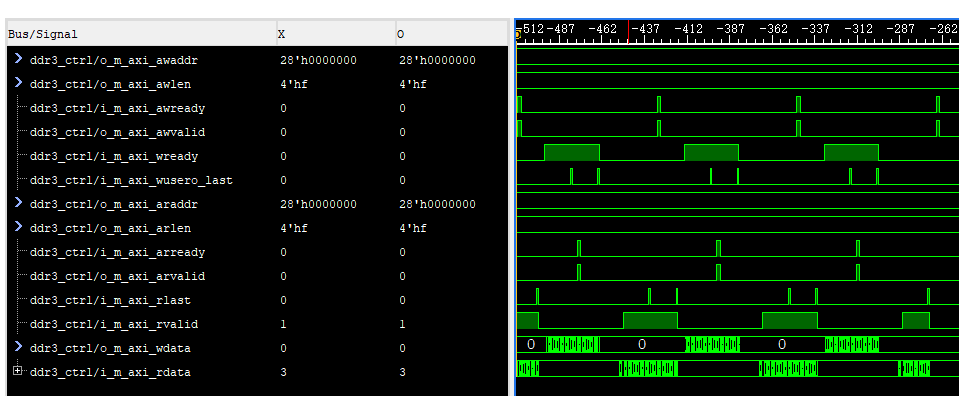 Bus/Signal X O -512 -487 -462 -437 -412 -387 -362 -337 -312 -287 -262
ddr3_ctrl/o_m_axi_awaddr 28'h0000000 28'h0000000
ddr3_ctrl/o_m_axi_awlen 4'hf 4'hf
ddr3_ctrl/i_m_axi_awready 0 0
ddr3_ctrl/o_m_axi_awvalid 0 0
ddr3_ctrl/i_m_axi_wready 0 0
ddr3_ctrl/i_m_axi_wusero_last 0 0
ddr3_ctrl/o_m_axi_araddr 28'h0000000 28'h0000000
ddr3_ctrl/o_m_axi_arlen 4'hf 4'hf
ddr3_ctrl/i_m_axi_arready 0 0
ddr3_ctrl/o_m_axi_arvalid 0 0
ddr3_ctrl/i_m_axi_rlast 0 0
ddr3_ctrl/i_m_axi_rvalid 1 1
ddr3_ctrl/o_m_axi_wdata 0 0 0 0 0
ddr3_ctrl/i_m_axi_rdata 3 3